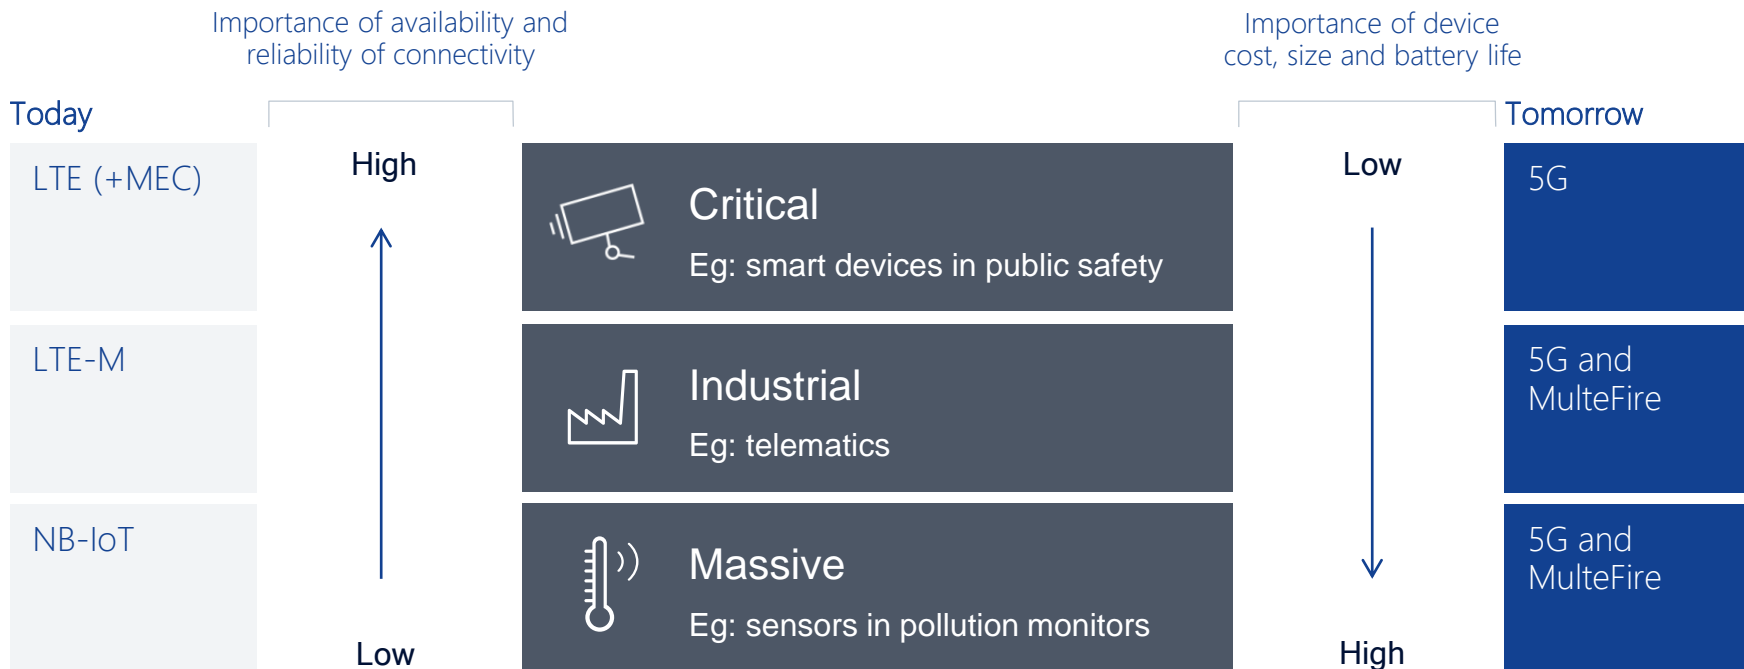 Importance of availability and
reliability of connectivity
Importance of device
cost, size and battery life
Today
Tomorrow
LTE (+MEC)
High
Critical
Eg: smart devices in public safety
Low
5G
LTE-M
Industrial
Eg: telematics
5G and
MulteFire
NB-IoT
Low
Massive
Eg: sensors in pollution monitors
High
5G and
MulteFire